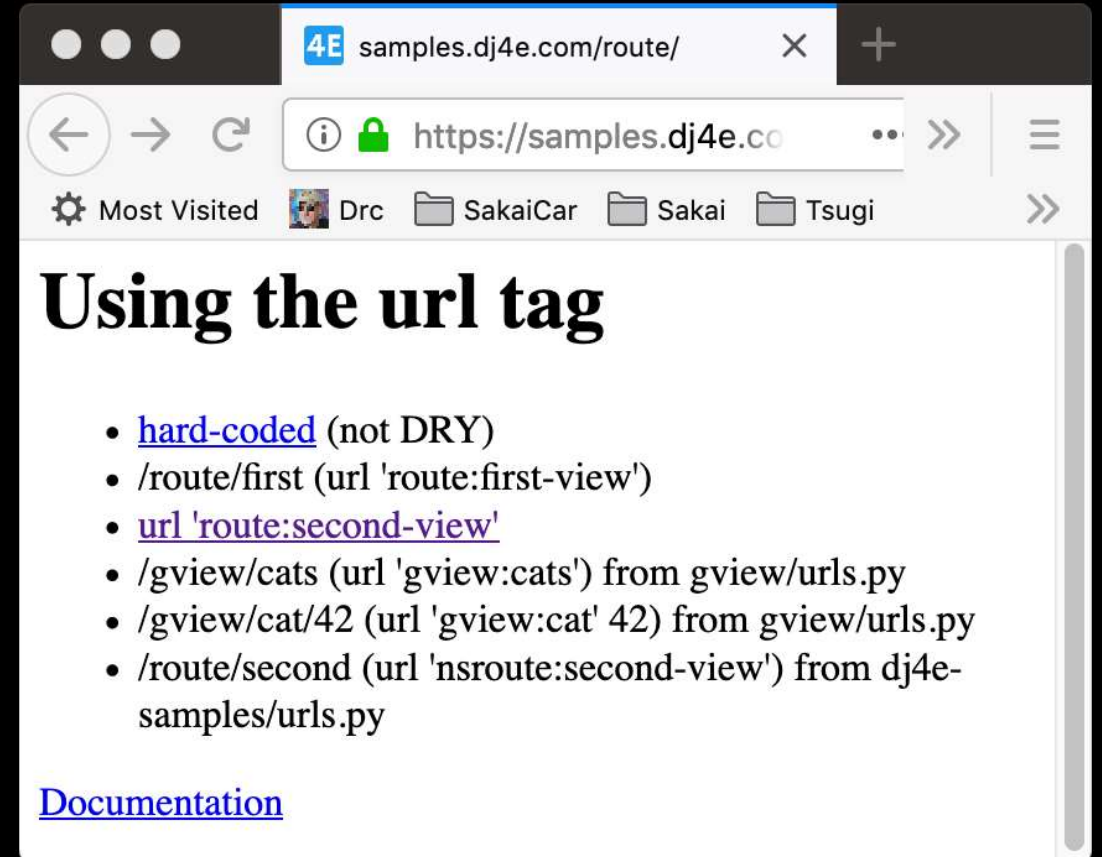 4E samples.dj4e.com/route/
https://samples.dj4e.co
Most Visited Drc SakaiCar Sakai Tsugi
Using the url tag
• hard-coded (not DRY)
• /route/first (url 'route:first-view')
• url 'route:second-view'
• /gview/cats (url 'gview:cats') from gview/urls.py
• /gview/cat/42 (url 'gview:cat' 42) from gview/urls.py
• /route/second (url 'nsroute:second-view') from dj4e-
samples/urls.py
Documentation